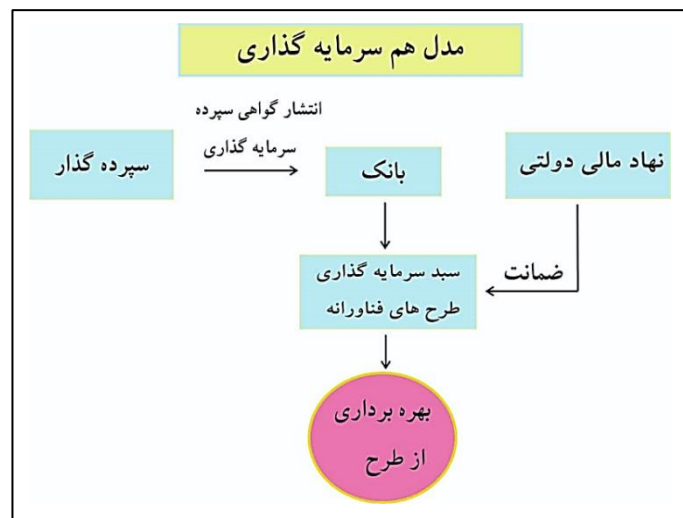 مدل هم سرمایه گذاری
انتشار گواهی سپرده
سرمایه گذاری
سپرده گذار
بانک
نهاد مالی دولتی
ضمانت
سبد سرمایه گذاری
طرح های فناورانه
بهره برداری
از طرح